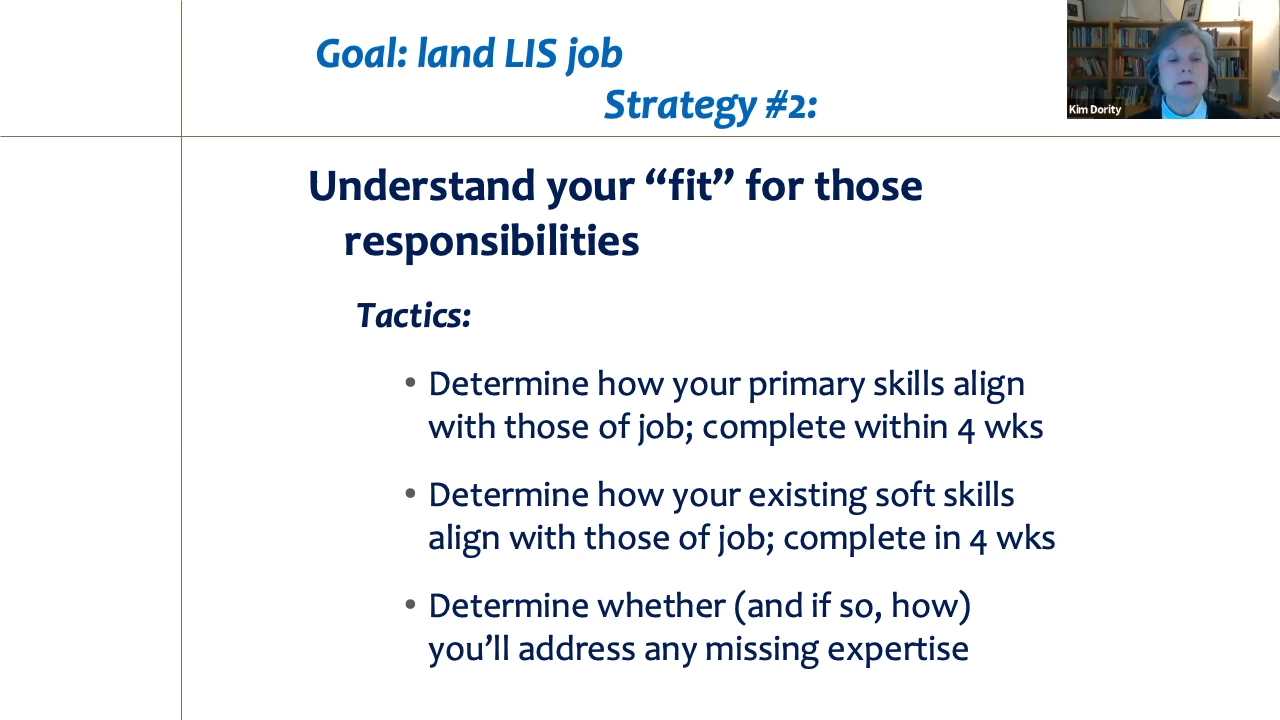 Goal: land LIS job
Strategy #2:
Kim Dority
Understand your “fit” for those
responsibilities
Tactics:
• Determine how your primary skills align
with those of job; complete within 4 wks
• Determine how your existing soft skills
align with those of job; complete in 4 wks
• Determine whether (and if so, how)
you’ll address any missing expertise